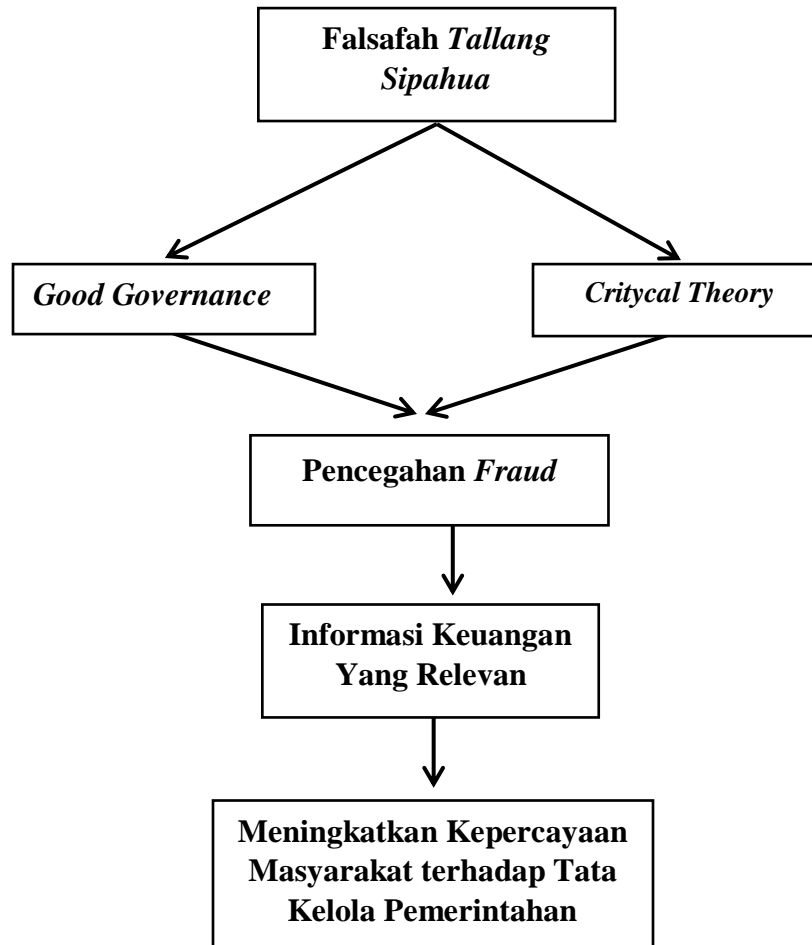 Falsafah Tallang
Sipahua
Good Governance
Critycal Theory
Pencegahan Fraud
Informasi Keuangan
Yang Relevan
Meningkatkan Kepercayaan
Masyarakat terhadap Tata
Kelola Pemerintahan